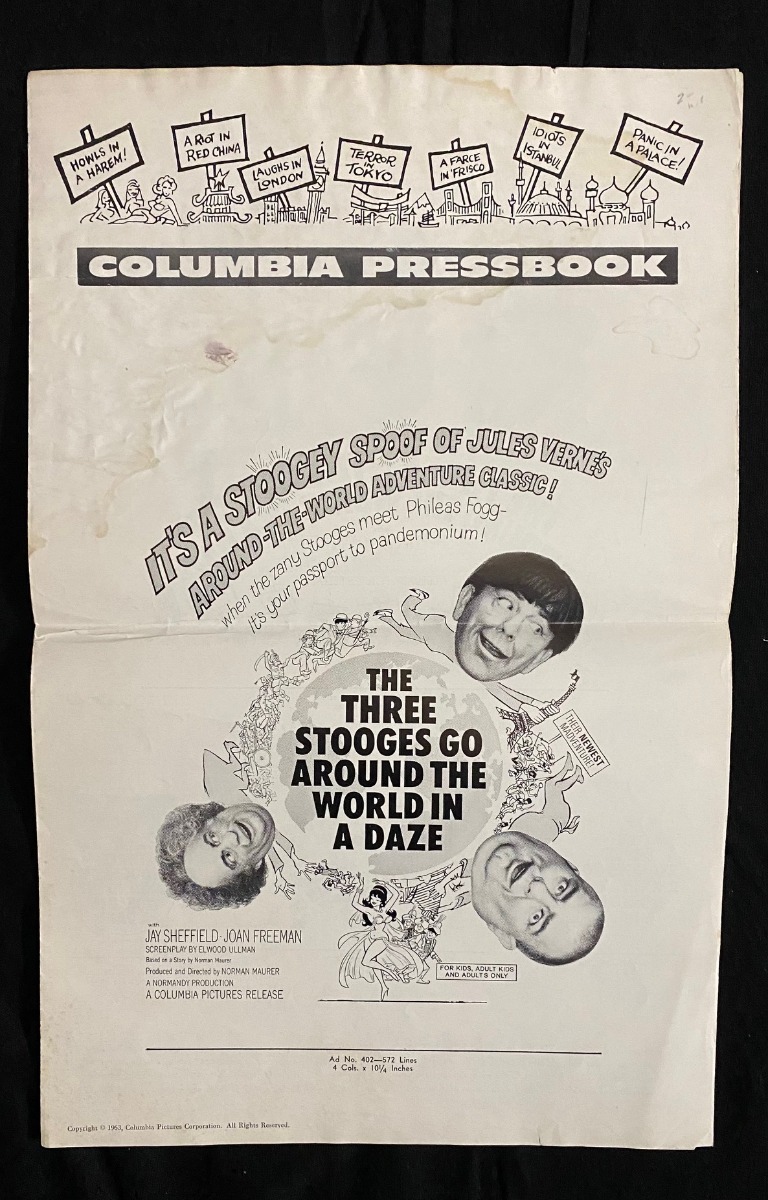 HOWLS IN
A HAREM!
A RIOT IN
RED CHINA
LAUGHS IN
LONDON
TERROR
IN
TOKYO
A FARCE
IN 'FRISCO
IDIOTS
IN
ISTANBUL
PANIC IN
A PALACE!
COLUMBIA PRESSBOOK
IT'S A STOOGEY SPOOF OF JULES VERNE'S
AROUND-THE-WORLD ADVENTURE CLASSIC!
when the zany Stooges meet Phileas Fogg-
it's your passport to pandemonium!
THE
THREE
STOOGES GO
AROUND THE
WORLD IN
A DAZE
THEIR NEWEST
MADVENTURE!
with
JAY SHEFFIELD · JOAN FREEMAN
SCREENPLAY BY ELWOOD ULLMAN
Based on a Story by Norman Maurer
Produced and Directed by NORMAN MAURER
A NORMANDY PRODUCTION
A COLUMBIA PICTURES RELEASE
FOR KIDS, ADULT KIDS
AND ADULTS ONLY
Ad No. 402—572 Lines
4 Cols. x 10¼ Inches
Copyright © 1963, Columbia Pictures Corporation. All Rights Reserved.